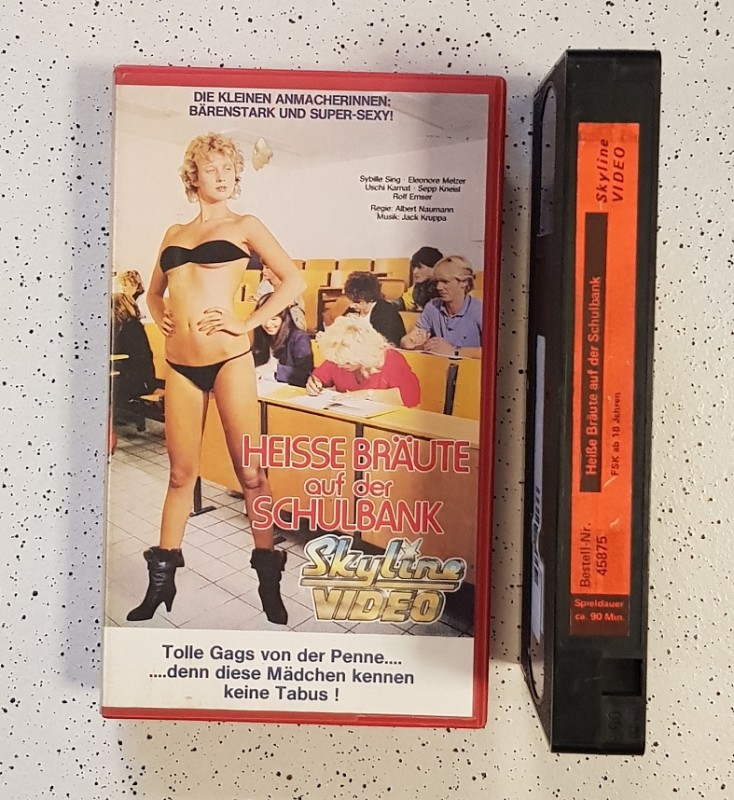 DIE KLEINEN ANMACHERINNEN:
BÄRENSTARK UND SUPER-SEXY!
Sybille Sing · Eleonore Melzer
Uschi Karnat · Sepp Kneisl
Rolf Emser
Regie: Albert Naumann
Musik: Jack Kruppa
HEISSE BRÄUTE
auf der
SCHULBANK
Skyline
VIDEO
Tolle Gags von der Penne....
....denn diese Mädchen kennen
keine Tabus !
Skyline
VIDEO
Heiße Bräute auf der Schulbank
FSK ab 18 Jahren
Bestell-Nr.
45875
Spieldauer
ca. 90 Min.